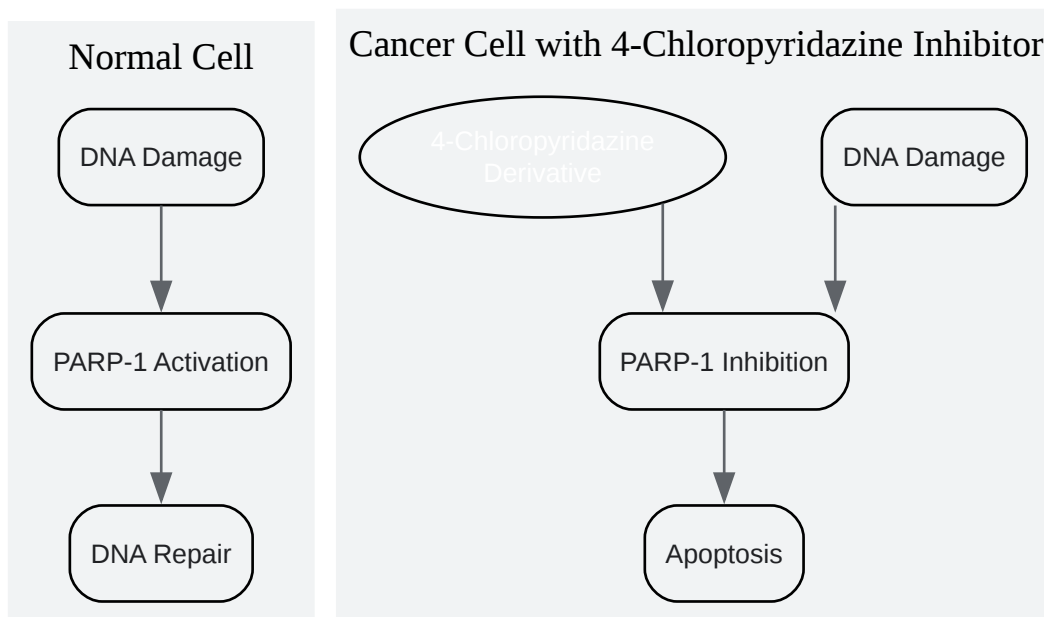 Normal Cell
DNA Damage
PARP-1 Activation
DNA Repair
Cancer Cell with 4-Chloropyridazine Inhibitor
4-Chloropyridazine
Derivative
DNA Damage
PARP-1 Inhibition
Apoptosis